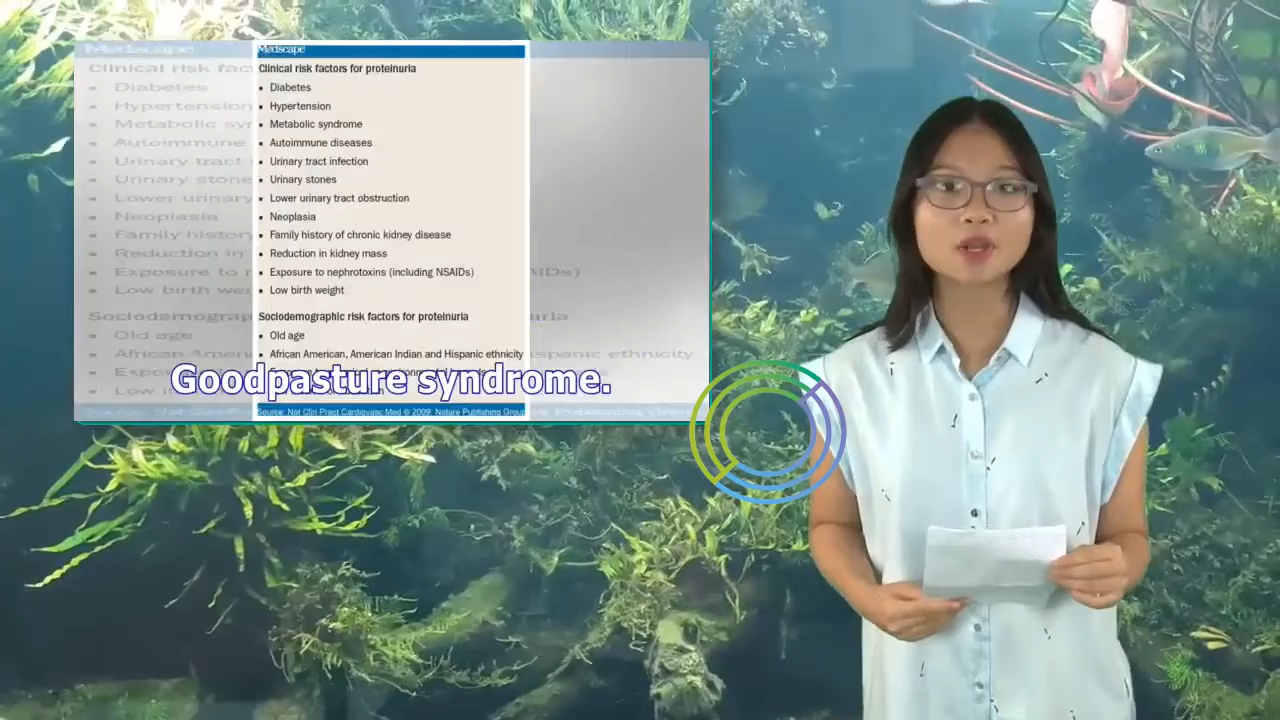 Medscape
Clinical risk factors for proteinuria
• Diabetes
• Hypertension
• Metabolic syndrome
• Autoimmune diseases
• Urinary tract infection
• Urinary stones
• Lower urinary tract obstruction
• Neoplasia
• Family history of chronic kidney disease
• Reduction in kidney mass
• Exposure to nephrotoxins (including NSAIDs)
• Low birth weight
Sociodemographic risk factors for proteinuria
• Old age
• African American, American Indian and Hispanic ethnicity
Goodpasture syndrome.
Source: Nat Clin Prast Cardiovasc Med © 2009 Nature Publishing Group